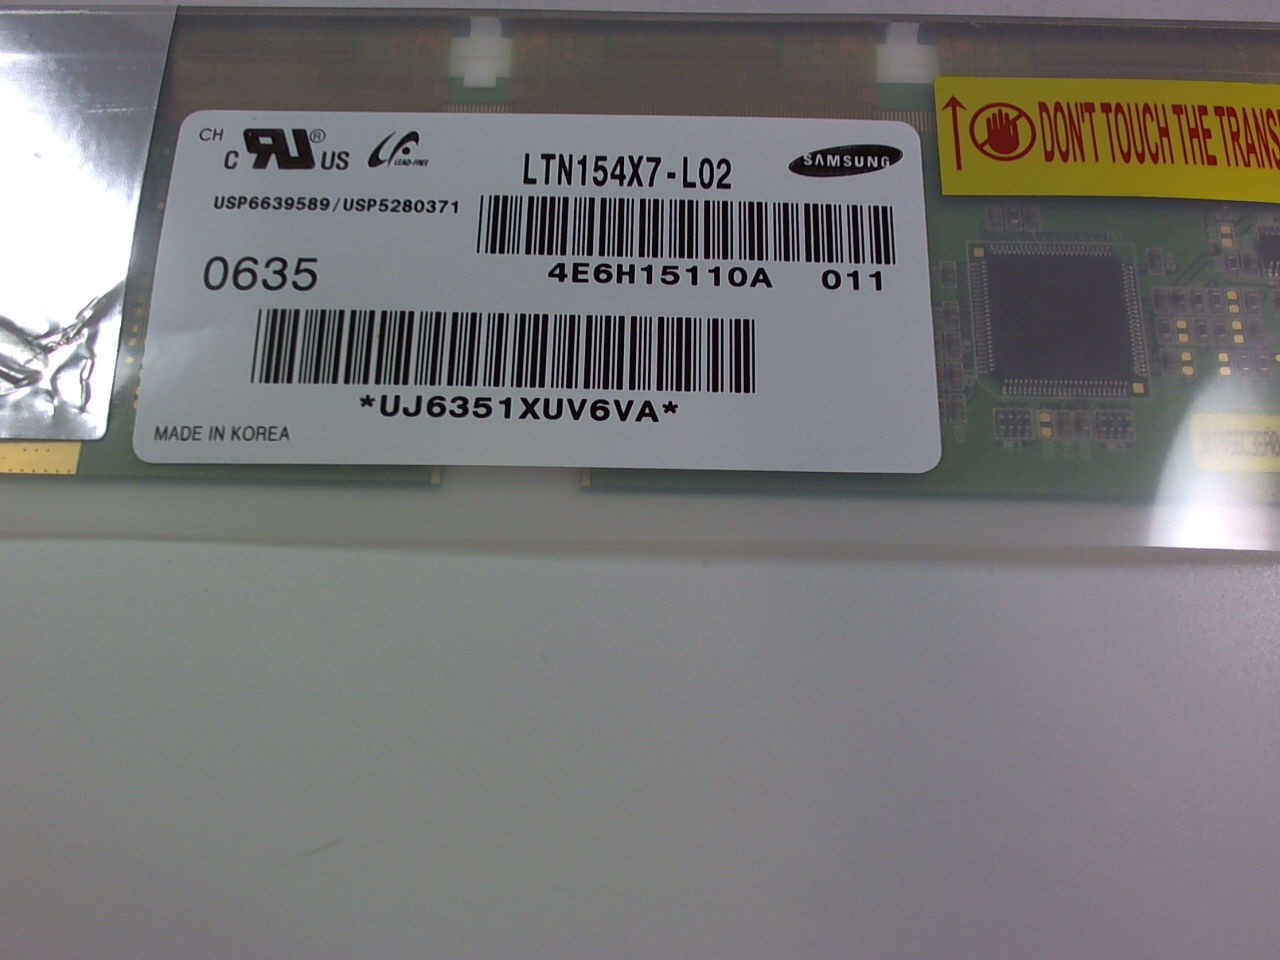 CH
C RU® US
LEAD-FREE
LTN154X7-L02
SAMSUNG
USP6639589/USP5280371
0635
4E6H15110A 011
*UJ6351XUV6VA*
MADE IN KOREA
DON'T TOUCH THE